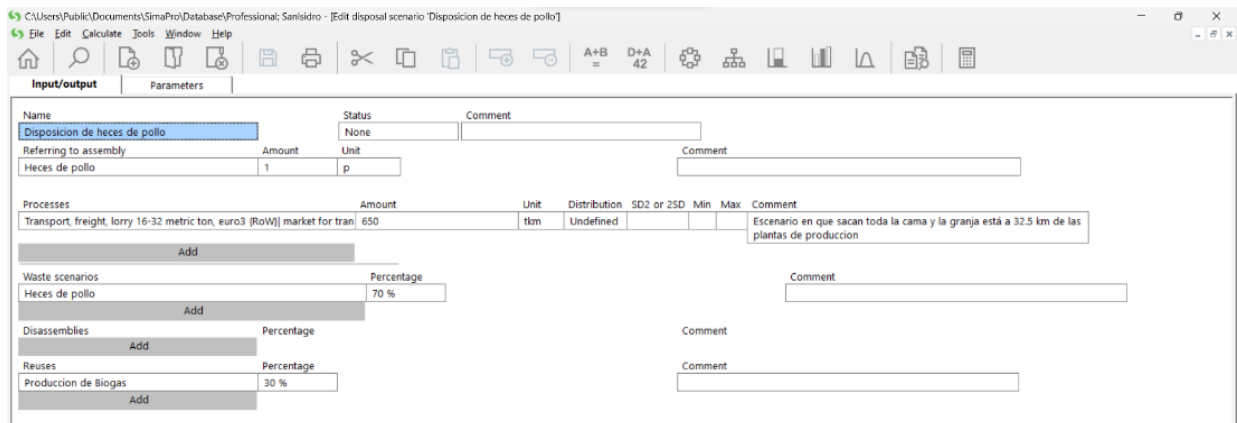 C:\Users\Public\Documents\SimaPro\Database\Professional; SanIsidro - [Edit disposal scenario 'Disposicion de heces de pollo']
File Edit Calculate Tools Window Help
A+B
=
D+A
42
Input/output Parameters
Name Status Comment
Disposicion de heces de pollo None
Referring to assembly Amount Unit Comment
Heces de pollo 1 p
Processes Amount Unit Distribution SD2 or 2SD Min Max Comment
Transport, freight, lorry 16-32 metric ton, euro3 {RoW}| market for tran 650 tkm Undefined Escenario en que sacan toda la cama y la granja está a 32.5 km de las
plantas de produccion
Add
Waste scenarios Percentage Comment
Heces de pollo 70 %
Add
Disassemblies Percentage Comment
Add
Reuses Percentage Comment
Produccion de Biogas 30 %
Add